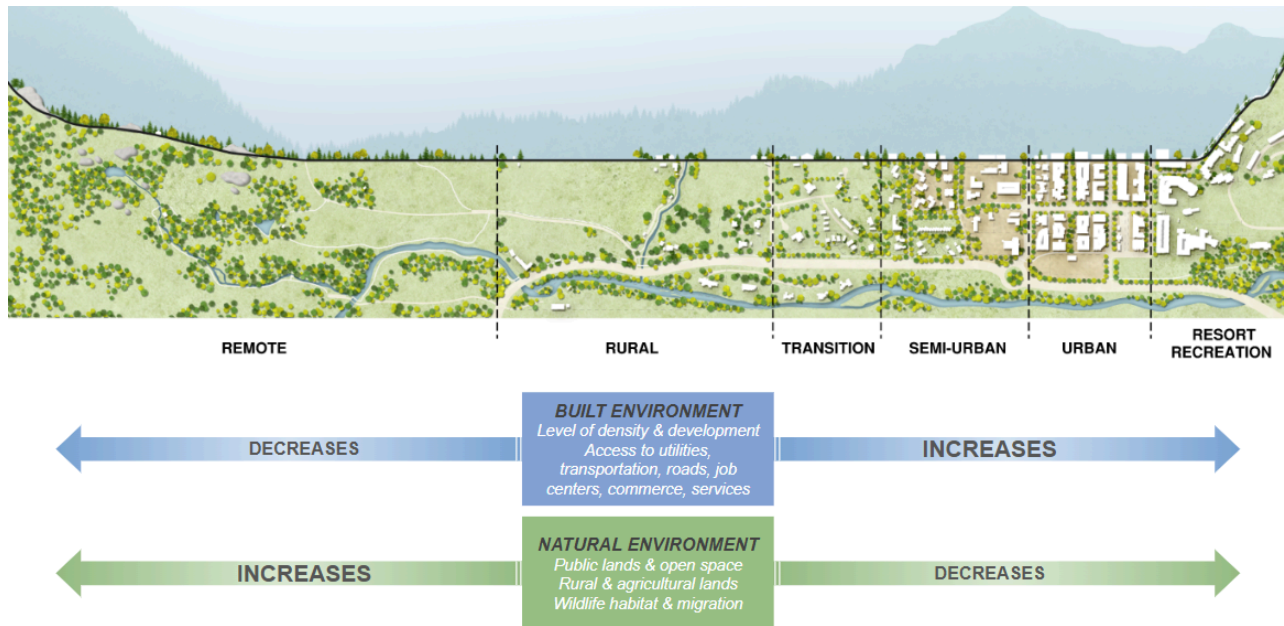 REMOTE
RURAL
TRANSITION
SEMI-URBAN
URBAN
RESORT
RECREATION
BUILT ENVIRONMENT
Level of density & development
Access to utilities,
transportation, roads, job
centers, commerce, services
DECREASES
INCREASES
NATURAL ENVIRONMENT
Public lands & open space
Rural & agricultural lands
Wildlife habitat & migration
INCREASES
DECREASES